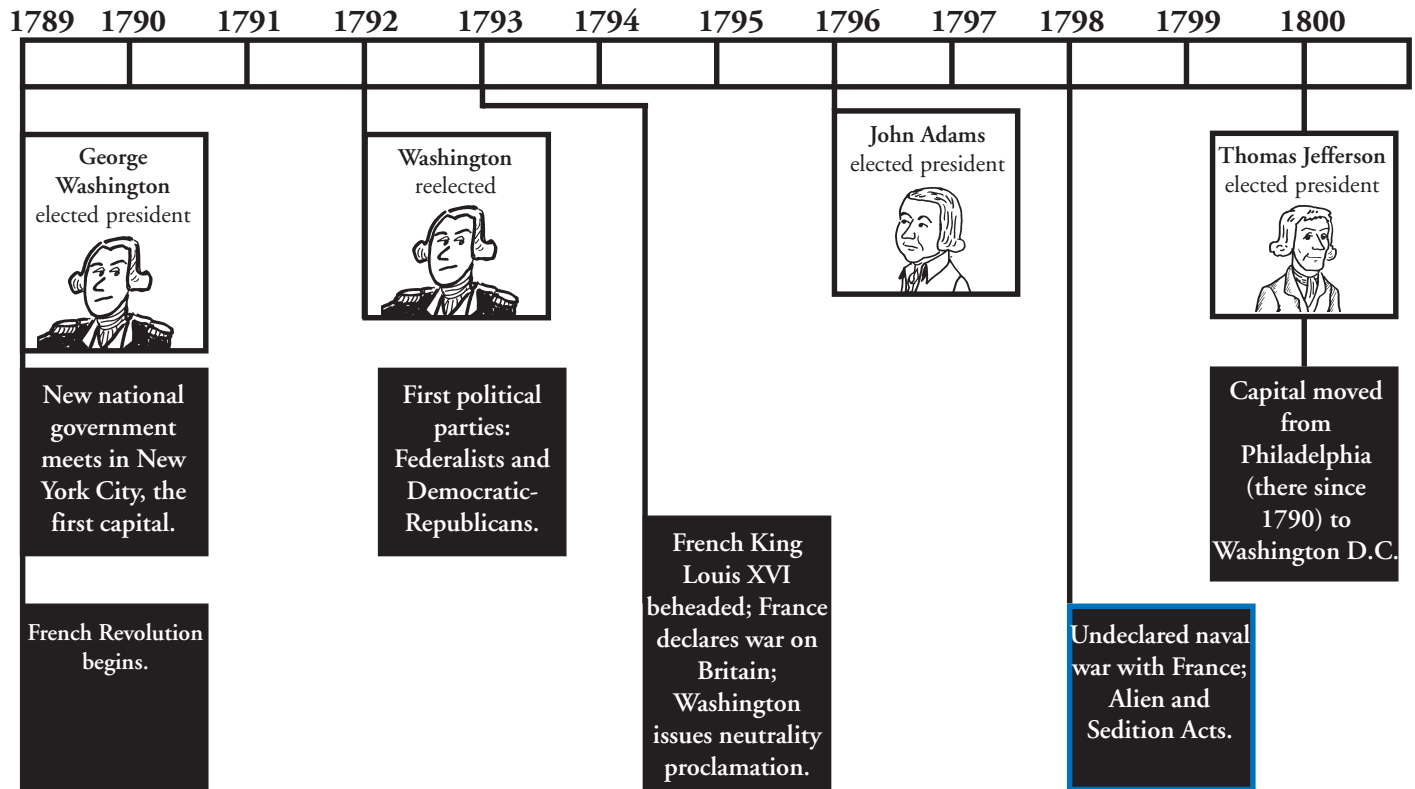 1789 1790 1791 1792 1793 1794 1795 1796 1797 1798 1799 1800
George
Washington
elected president
New national
government
meets in New
York City, the
first capital.
French Revolution
begins.
Washington
reelected
First political
parties:
Federalists and
Democratic-
Republicans.
French King
Louis XVI
beheaded; France
declares war on
Britain;
Washington
issues neutrality
proclamation.
John Adams
elected president
Undeclared naval
war with France;
Alien and
Sedition Acts.
Thomas Jefferson
elected president
Capital moved
from
Philadelphia
(there since
1790) to
Washington D.C.